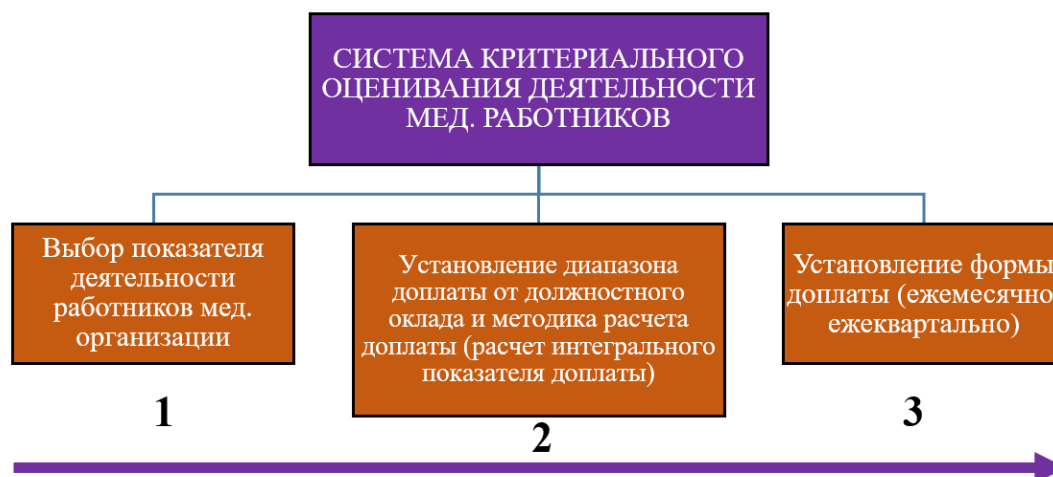 СИСТЕМА КРИТЕРИАЛЬНОГО
ОЦЕНИВАНИЯ ДЕЯТЕЛЬНОСТИ
МЕД. РАБОТНИКОВ
Выбор показателя
деятельности
работников мед.
организации
1
Установление диапазона
доплаты от должностного
оклада и методика расчета
доплаты (расчет интегрального
показателя доплаты)
2
Установление формы
доплаты (ежемесячно,
ежеквартально)
3